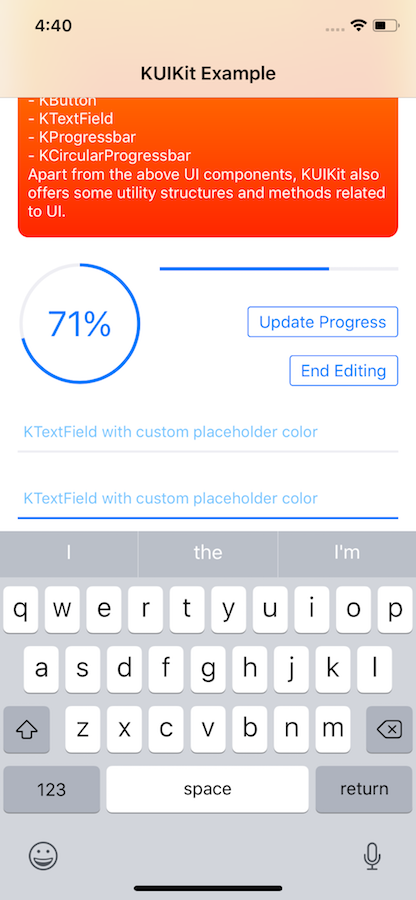 4:40
KUIKit Example
- KButton
- KTextField
- KProgressbar
- KCircularProgressbar
Apart from the above UI components, KUIKit also
offers some utility structures and methods related
to UI.
71%
Update Progress
End Editing
KTextField with custom placeholder color
KTextField with custom placeholder color
I the I'm
q w e r t y u i o p
a s d f g h j k l
z x c v b n m
123 space return